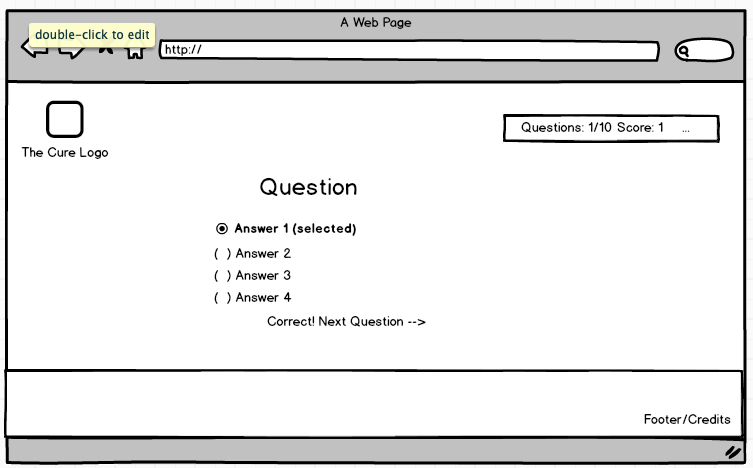 A Web Page
double-click to edit
http://
Questions: 1/10 Score: 1 ...
The Cure Logo
Question
Answer 1 (selected)
( ) Answer 2
( ) Answer 3
( ) Answer 4
Correct! Next Question -->
Footer/Credits